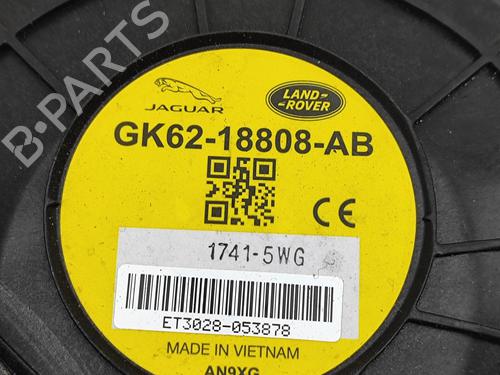 B-PARTS
JAGUAR
LAND-
-ROVER
GK62-18808-AB
CE
1741-5WG
ET3028-053878
MADE IN VIETNAM
AN9XG